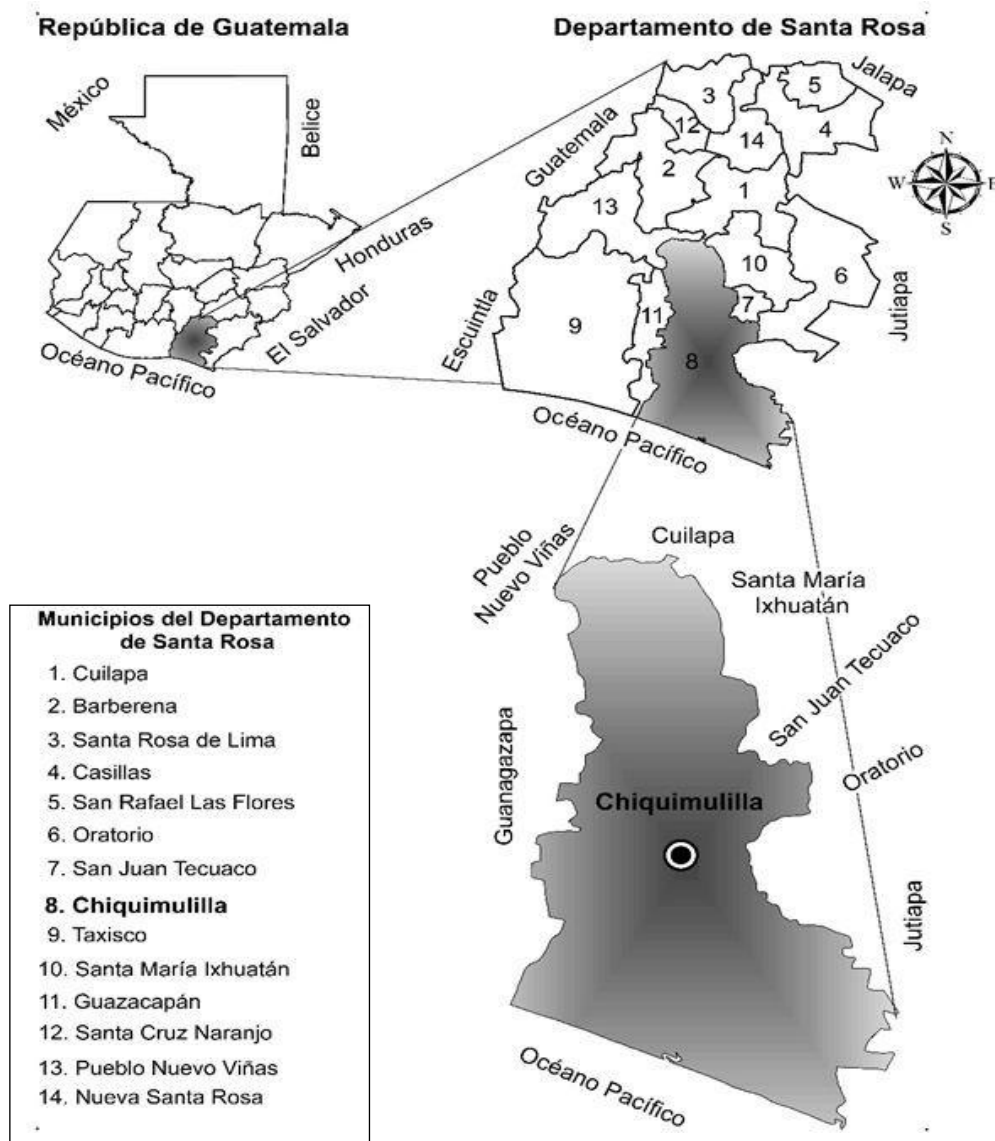 República de Guatemala
México
Belice
Honduras
El Salvador
Océano Pacífico
Departamento de Santa Rosa
Jalapa
Guatemala
Escuintla
Jutiapa
Océano Pacífico
3
5
12
14
4
2
1
13
10
6
7
11
9
8
N
W
E
S
Pueblo
Nuevo Viñas
Cuilapa
Santa María
Ixhuatán
San Juan Tecuaco
Oratorio
Guanagazapa
Chiquimulilla
Jutiapa
Océano Pacífico
Municipios del Departamento
de Santa Rosa
1. Cuilapa
2. Barberena
3. Santa Rosa de Lima
4. Casillas
5. San Rafael Las Flores
6. Oratorio
7. San Juan Tecuaco
8. Chiquimulilla
9. Taxisco
10. Santa María Ixhuatán
11. Guazacapán
12. Santa Cruz Naranjo
13. Pueblo Nuevo Viñas
14. Nueva Santa Rosa